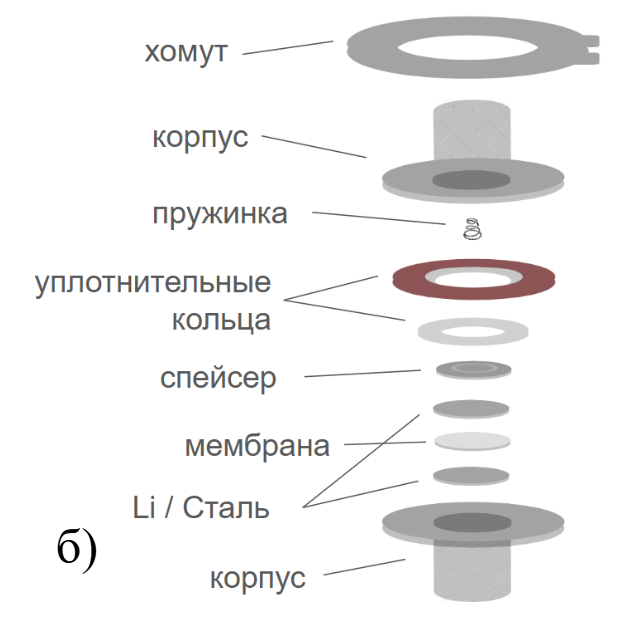 хомут
корпус
пружинка
уплотнительные
кольца
спейсер
мембрана
Li / Сталь
б)
корпус